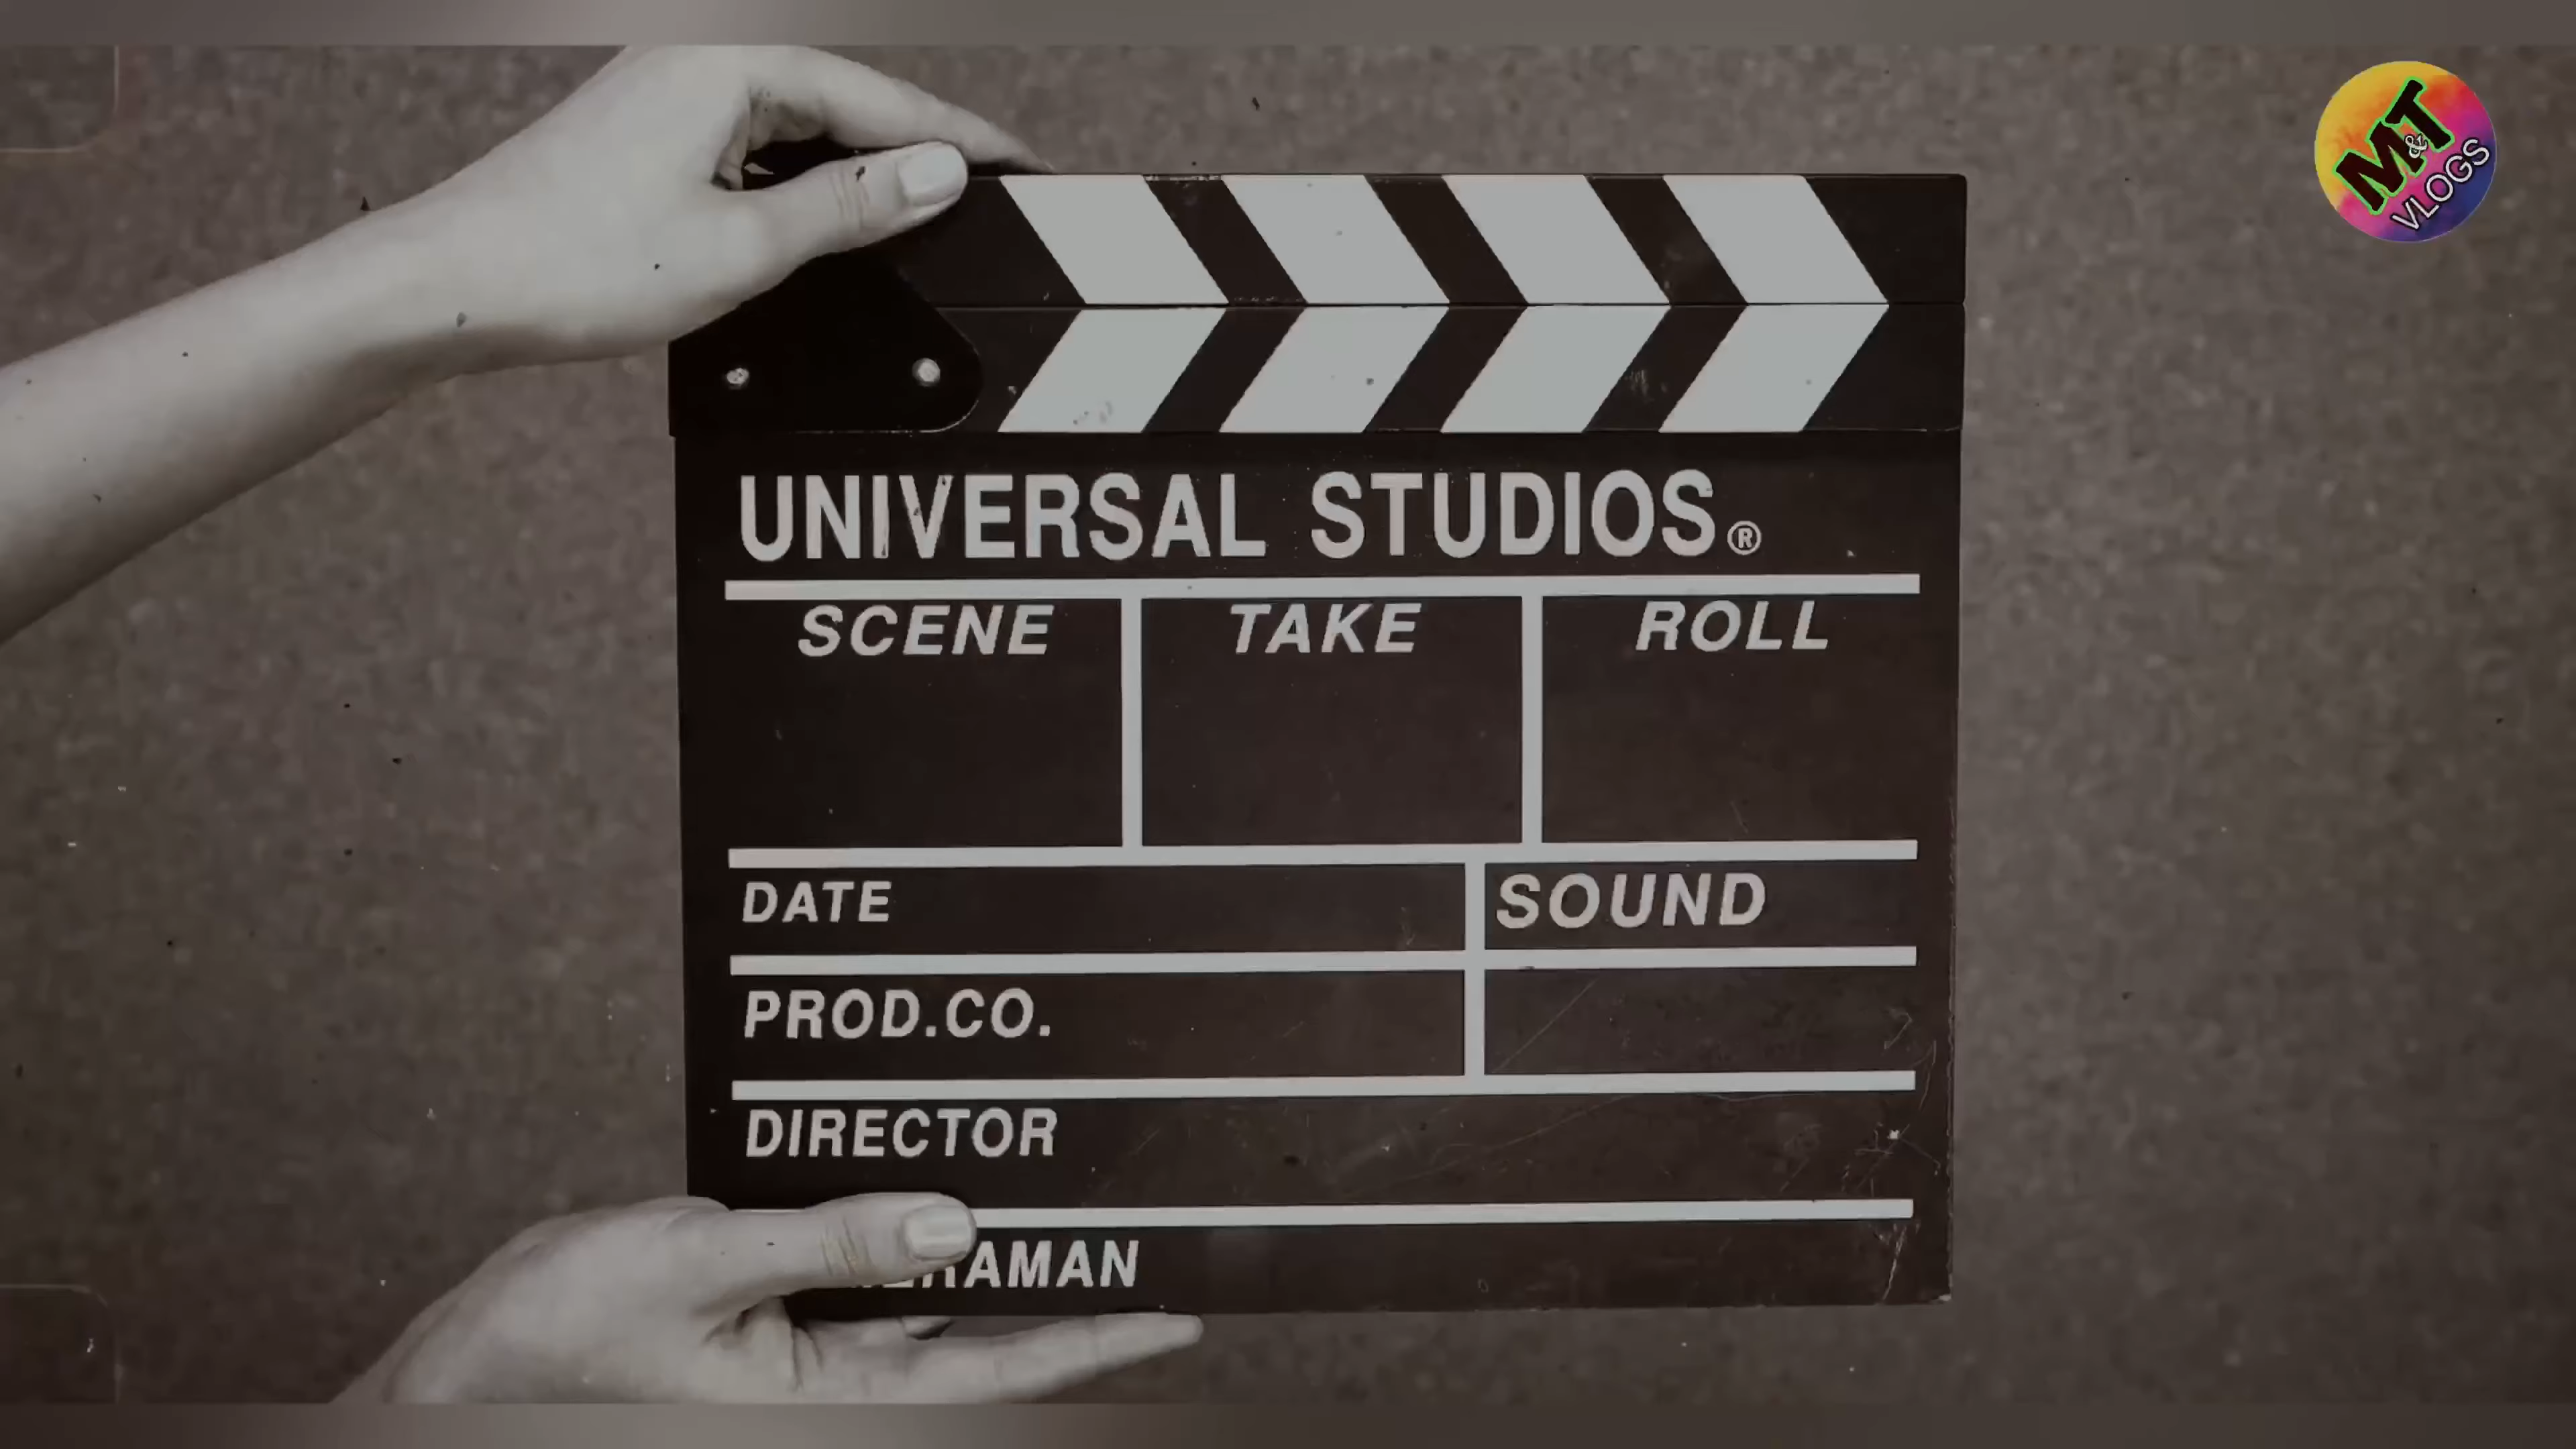 M&T
VLOGS
UNIVERSAL STUDIOS®
SCENE TAKE ROLL
DATE SOUND
PROD.CO.
DIRECTOR